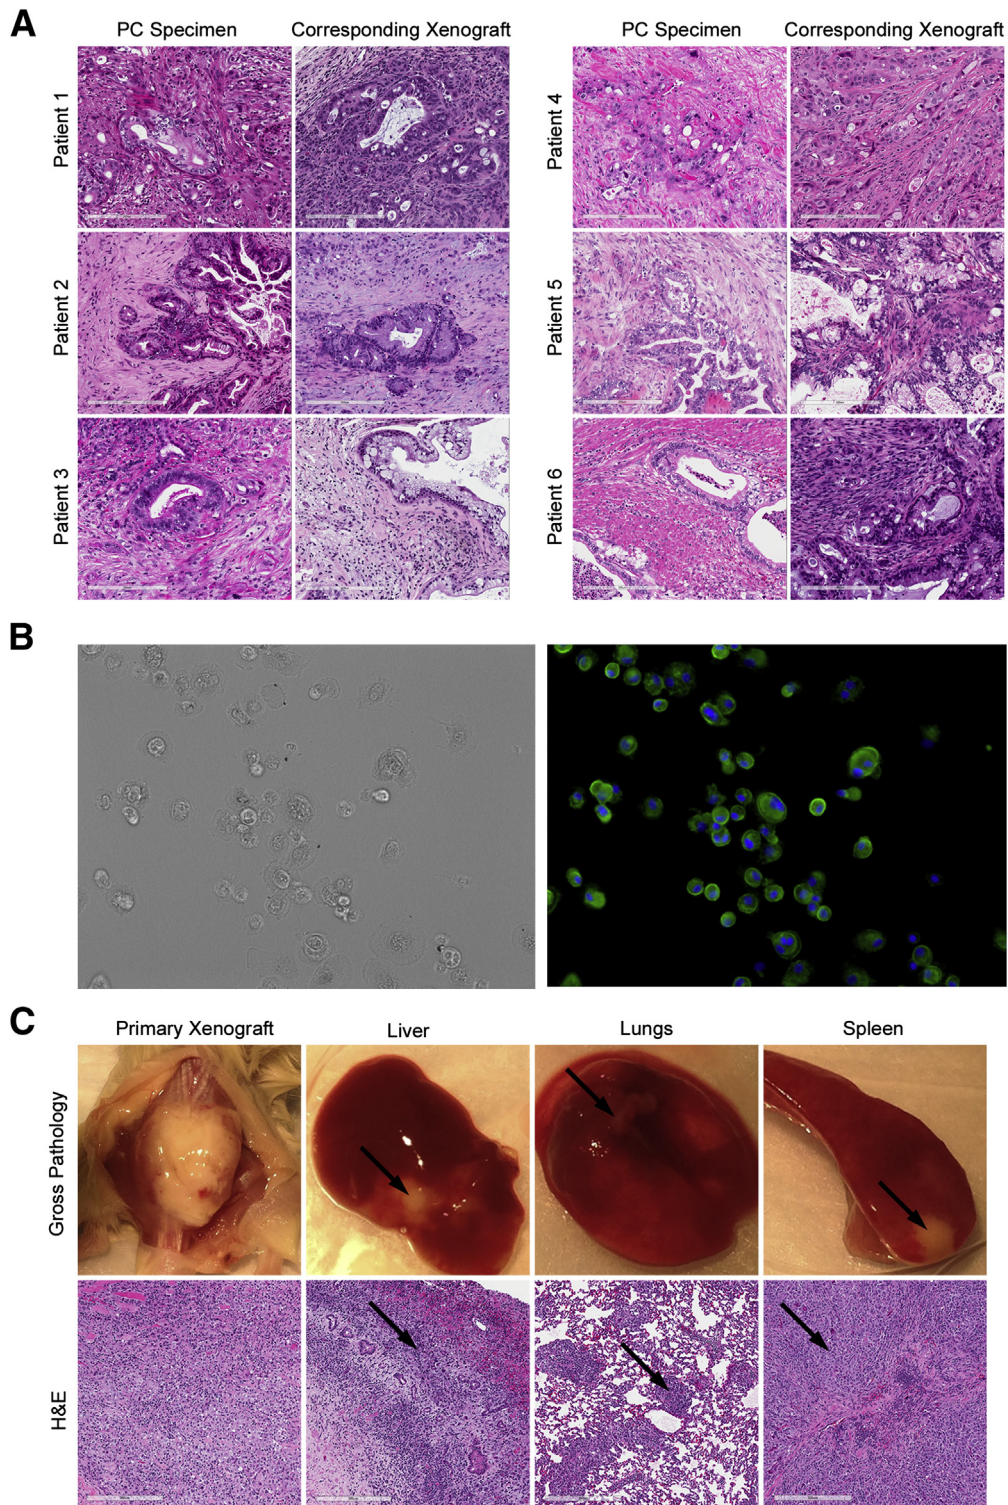 A
PC Specimen Corresponding Xenograft PC Specimen Corresponding Xenograft
Patient 1
Patient 4
Patient 2
Patient 5
Patient 3
Patient 6
B
C
Primary Xenograft Liver Lungs Spleen
Gross Pathology
H&E